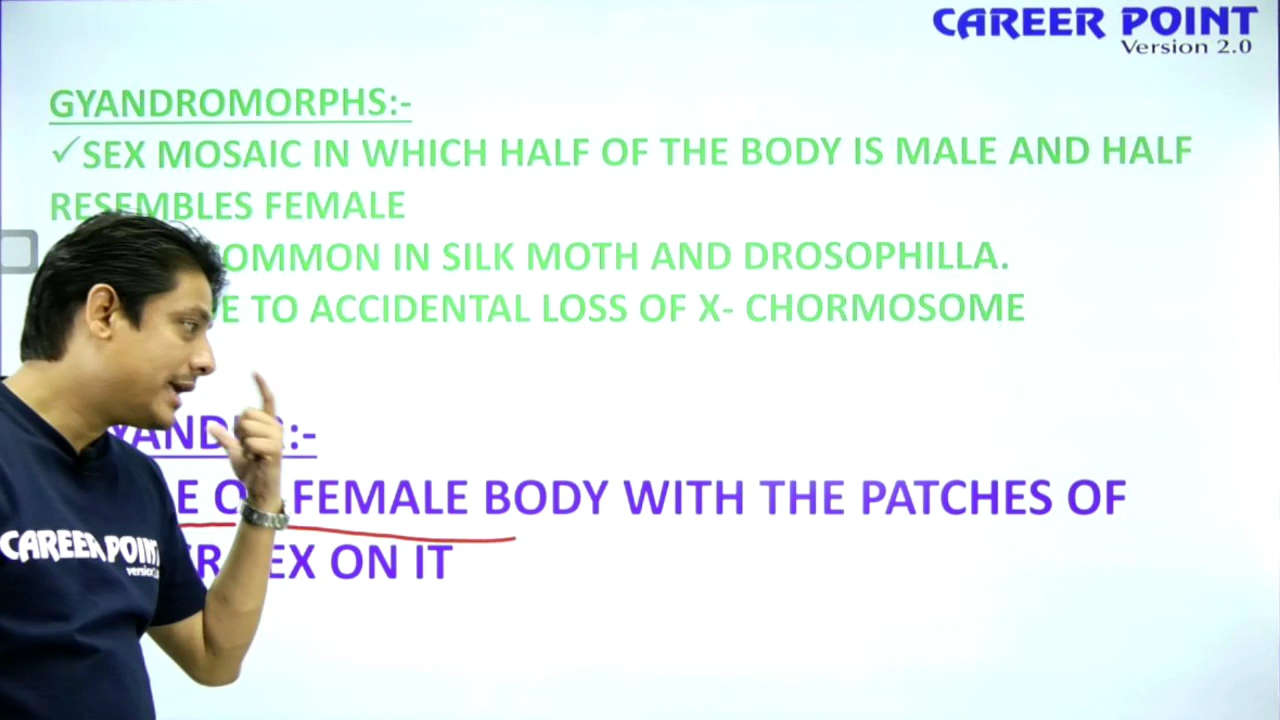 CAREER POINT
Version 2.0
GYANDROMORPHS:-
✓SEX MOSAIC IN WHICH HALF OF THE BODY IS MALE AND HALF
RESEMBLES FEMALE
IN SILK MOTH AND DROSOPHILLA.
TO ACCIDENTAL LOSS OF X- CHORMOSOME
FEMALE BODY WITH THE PATCHES OF
ON IT
CAREER POINT